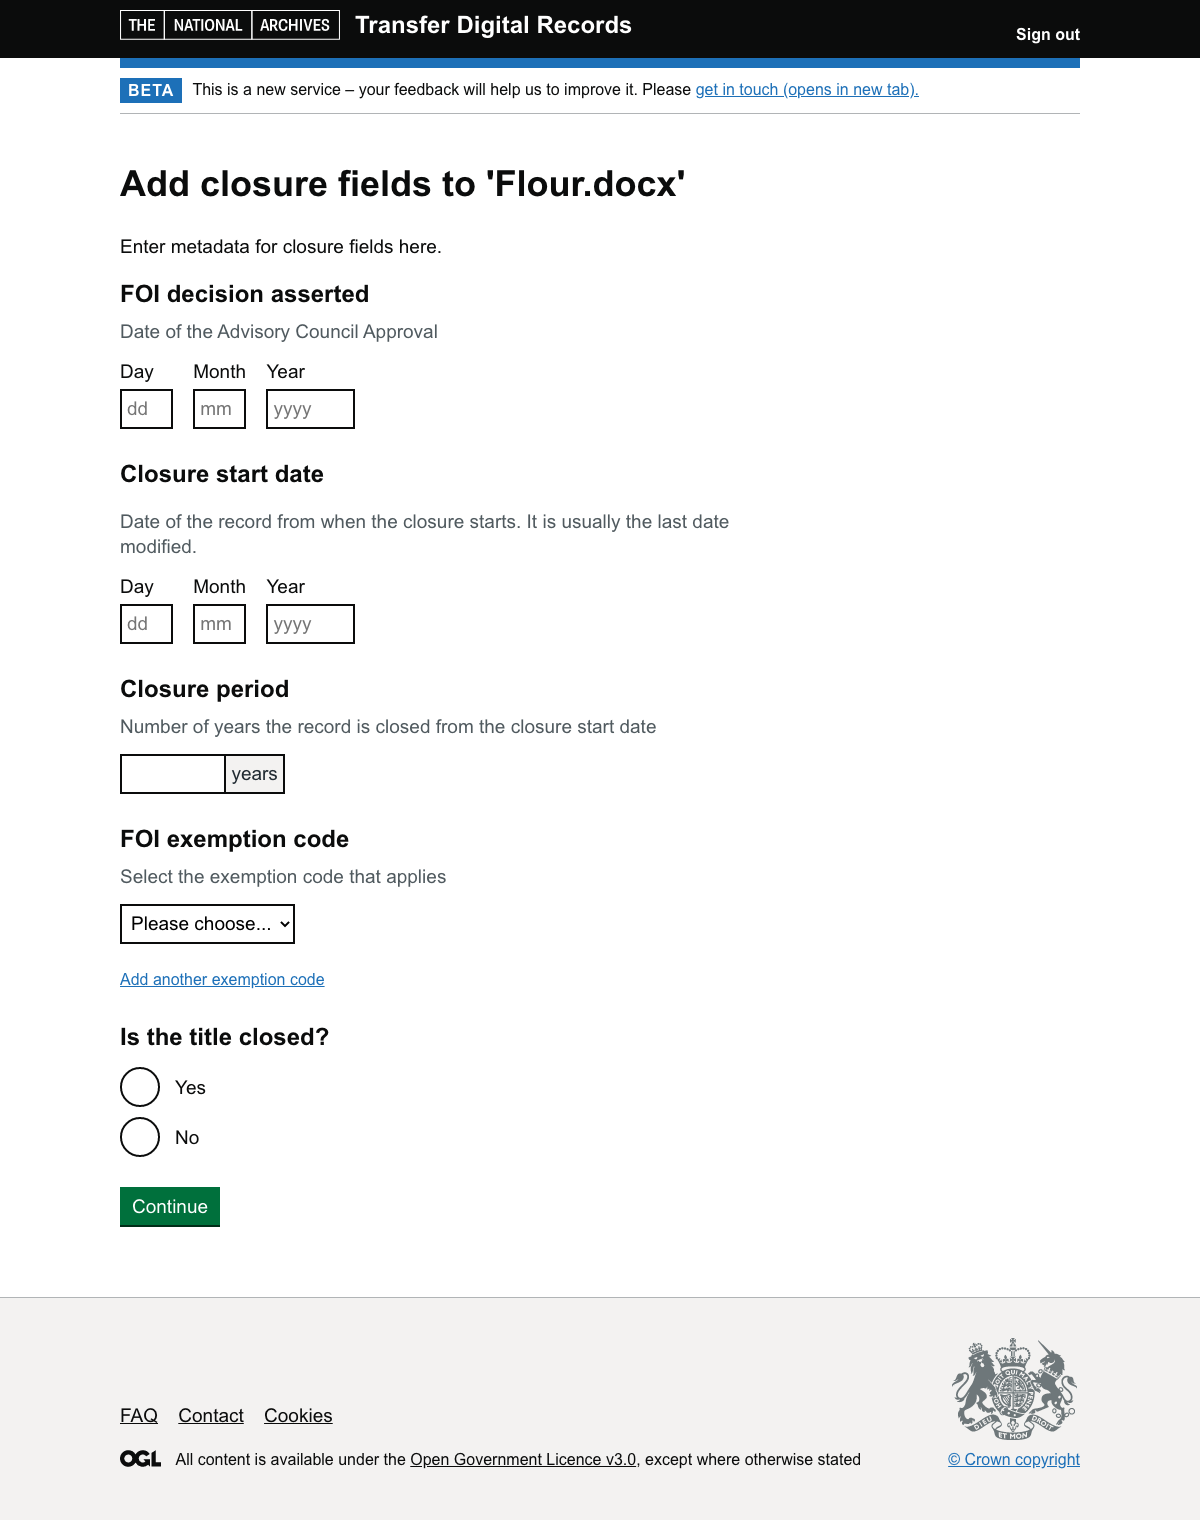 THE NATIONAL ARCHIVES Transfer Digital Records
Sign out
BETA This is a new service – your feedback will help us to improve it. Please get in touch (opens in new tab).
Add closure fields to 'Flour.docx'
Enter metadata for closure fields here.
FOI decision asserted
Date of the Advisory Council Approval
Day Month Year
dd mm yyyy
Closure start date
Date of the record from when the closure starts. It is usually the last date
modified.
Day Month Year
dd mm yyyy
Closure period
Number of years the record is closed from the closure start date
years
FOI exemption code
Select the exemption code that applies
Please choose...
Add another exemption code
Is the title closed?
Yes
No
Continue
DIEU ET MON DROIT
FAQ Contact Cookies
OGL All content is available under the Open Government Licence v3.0, except where otherwise stated
© Crown copyright